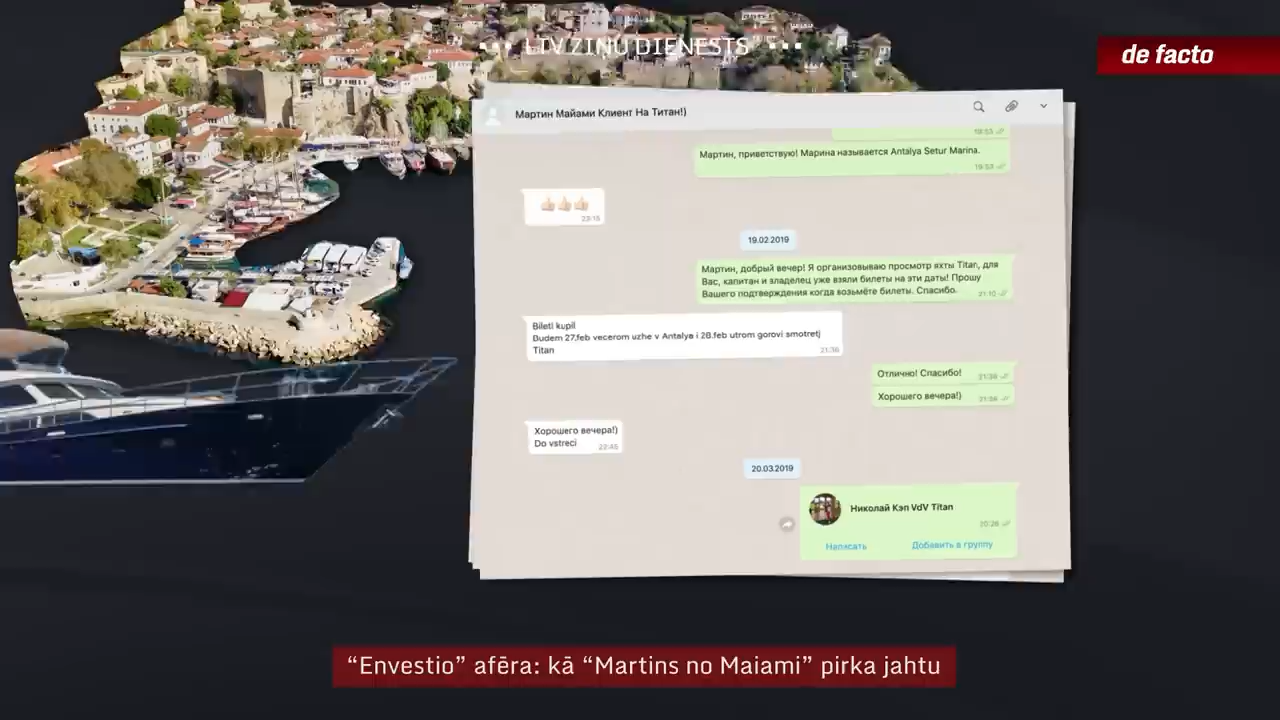 LTV ZIŅU DIENESTS
de facto
Мартин Майами Клиент На Титан!)
19:53
Мартин, приветствую! Марина называется Antalya Setur Marina.
19:53
23:15
19.02.2019
Мартин, добрый вечер! Я организовываю просмотр яхты Titan, для
Вас, капитан и владелец уже взяли билеты на эти даты! Прошу
Вашего подтверждения когда возьмёте билеты. Спасибо.
21:10
Bileti kupil
Budem 27.feb vecerom uzhe v Antalya i 28.feb utrom gorovi smotretj
Titan
21:36
Отлично! Спасибо!
21:39
Хорошего вечера!)
21:39
Хорошего вечера!)
Do vstreci
22:45
20.03.2019
Николай Кэп VdV Titan
20:26
Написать Добавить в группу
“Envestio” afēra: kā “Martins no Maiami” pirka jahtu